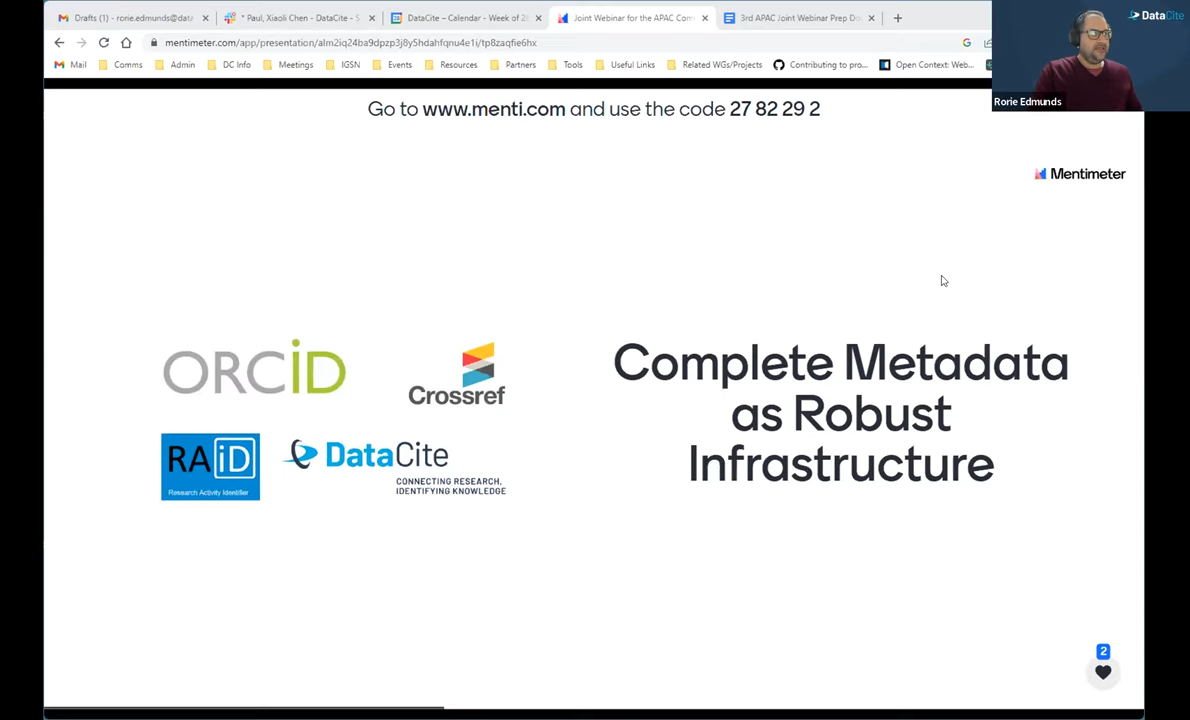 Drafts (1) - rorie.edmunds@data
* Paul, Xiaoli Chen - DataCite - S
DataCite – Calendar - Week of 2
Joint Webinar for the APAC Com
3rd APAC Joint Webinar Prep Do
mentimeter.com/app/presentation/alm2iq24ba9dpzp3j8y5hdahfqnu4e1i/tp8zaqfie6hx
Mail Comms Admin DC Info Meetings IGSN Events Resources Partners Tools Useful Links Related WGs/Projects Contributing to pro... Open Context: Web...
DataCite
Rorie Edmunds
Go to www.menti.com and use the code 27 82 29 2
Mentimeter
ORCID
Crossref
RAiD
Research Activity Identifier
DataCite
CONNECTING RESEARCH,
IDENTIFYING KNOWLEDGE
Complete Metadata
as Robust
Infrastructure
2